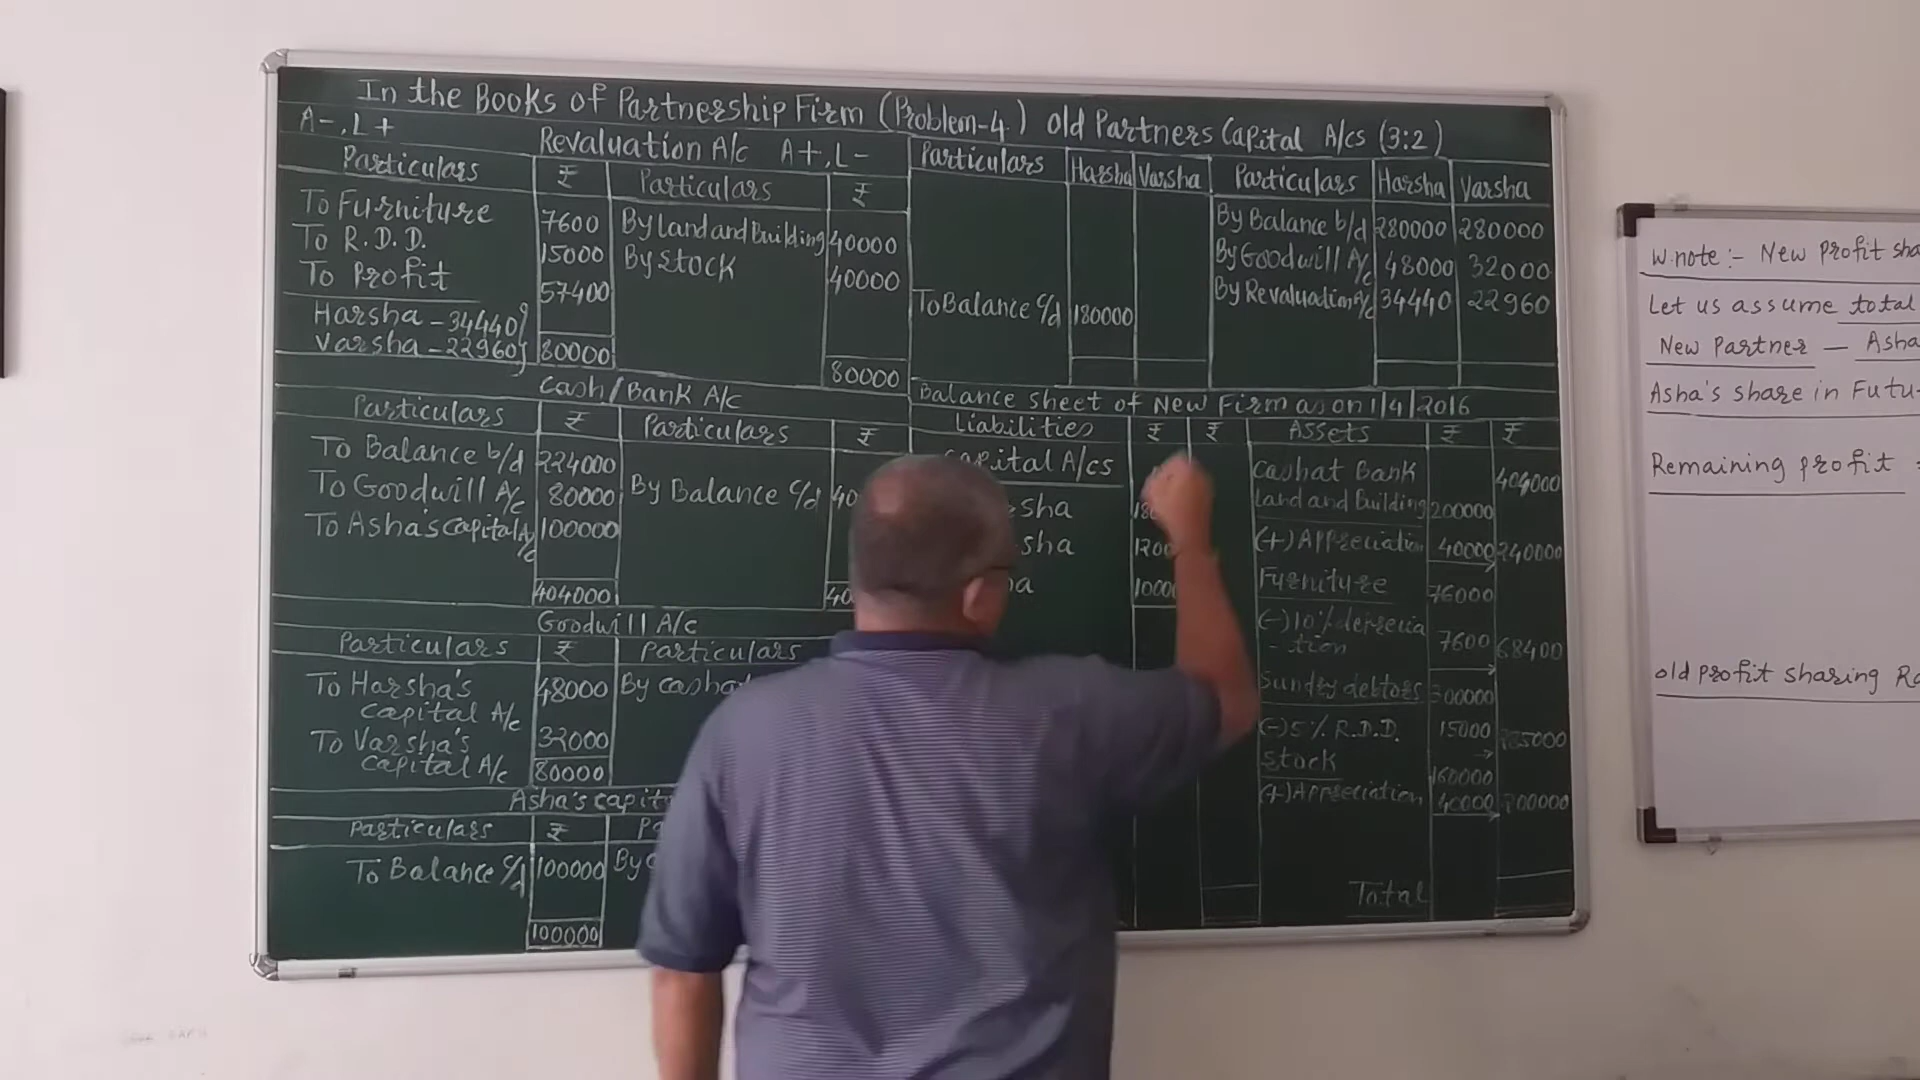 In the Books of Partnership Firm (Problem-4)
A-, L+
Revaluation A/c A+, L-
Particulars ₹ Particulars ₹
To Furniture 7600 By Land and Building 40000
To R.D.D. 15000 By Stock 40000
To Profit 57400
Harsha - 34440
Varsha - 22960 80000 80000
Cash/Bank A/c
Particulars ₹ Particulars ₹
To Balance b/d 224000
To Goodwill A/c 80000 By Balance c/d
To Asha's capital A/c 100000
404000
Goodwill A/c
Particulars ₹ Particulars
To Harsha's capital A/c 48000 By cash
To Varsha's capital A/c 32000
80000
Asha's
Particulars ₹
To Balance c/d 100000 By
100000
old Partners Capital A/cs (3:2)
Particulars Harsha Varsha Particulars Harsha Varsha
By Balance b/d 280000 280000
By Goodwill A/c 48000 32000
To Balance c/d 180000 By Revaluation A/c 34440 22960
Balance sheet of New Firm as on 1/4/2016
Liabilities ₹ ₹ Assets ₹ ₹
Capital A/cs Cash at Bank 404000
Land and Building 200000
(+) Appreciation 40000 240000
Furniture 76000
(-) 10% deprecia
-tion 7600 68400
Sundry debtors 300000
(-) 5% R.D.D. 15000 285000
Stock 160000
(+) Appreciation 40000 200000
Total
W.note :- New Profit
Let us assume total
New Partner — Asha
Asha's share in
Remaining profit
old profit sharing